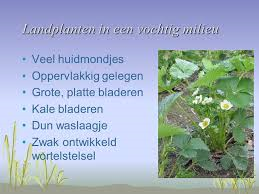 Landplanten in een vochtig milieu
• Veel huidmondjes
• Oppervlakkig gelegen
• Grote, platte bladeren
• Kale bladeren
• Dun waslaagje
• Zwak ontwikkeld
wortelstelsel